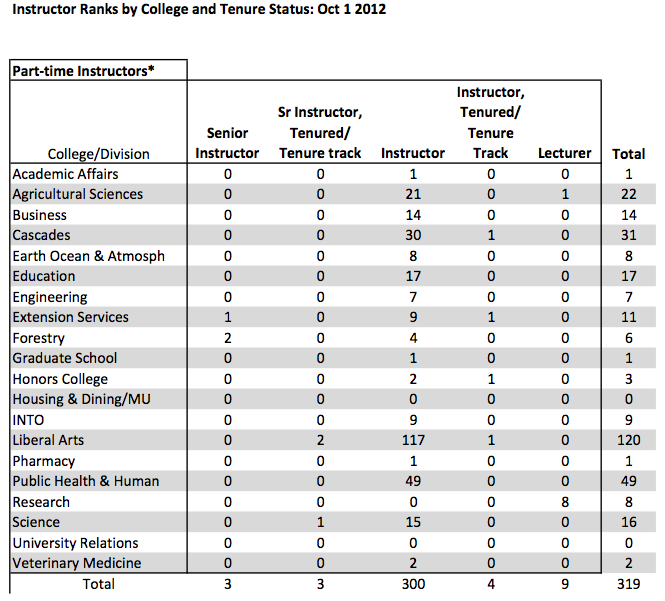 Instructor Ranks by College and Tenure Status: Oct 1 2012
Part-time Instructors*
College/Division Senior Instructor Sr Instructor, Tenured/ Tenure track Instructor Instructor, Tenured/ Tenure Track Lecturer Total
Academic Affairs 0 0 1 0 0 1
Agricultural Sciences 0 0 21 0 1 22
Business 0 0 14 0 0 14
Cascades 0 0 30 1 0 31
Earth Ocean & Atmosph 0 0 8 0 0 8
Education 0 0 17 0 0 17
Engineering 0 0 7 0 0 7
Extension Services 1 0 9 1 0 11
Forestry 2 0 4 0 0 6
Graduate School 0 0 1 0 0 1
Honors College 0 0 2 1 0 3
Housing & Dining/MU 0 0 0 0 0 0
INTO 0 0 9 0 0 9
Liberal Arts 0 2 117 1 0 120
Pharmacy 0 0 1 0 0 1
Public Health & Human 0 0 49 0 0 49
Research 0 0 0 0 8 8
Science 0 1 15 0 0 16
University Relations 0 0 0 0 0 0
Veterinary Medicine 0 0 2 0 0 2
Total 3 3 300 4 9 319